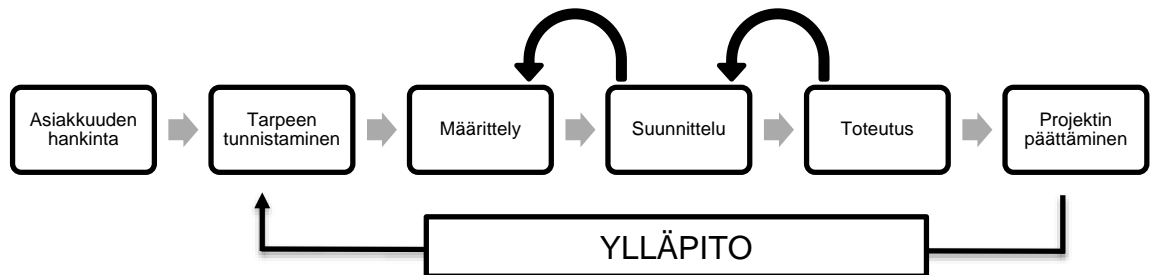 Asiakkuuden
hankinta
Tarpeen
tunnistaminen
Määrittely
Suunnittelu
Toteutus
Projektin
päättäminen
YLLÄPITO